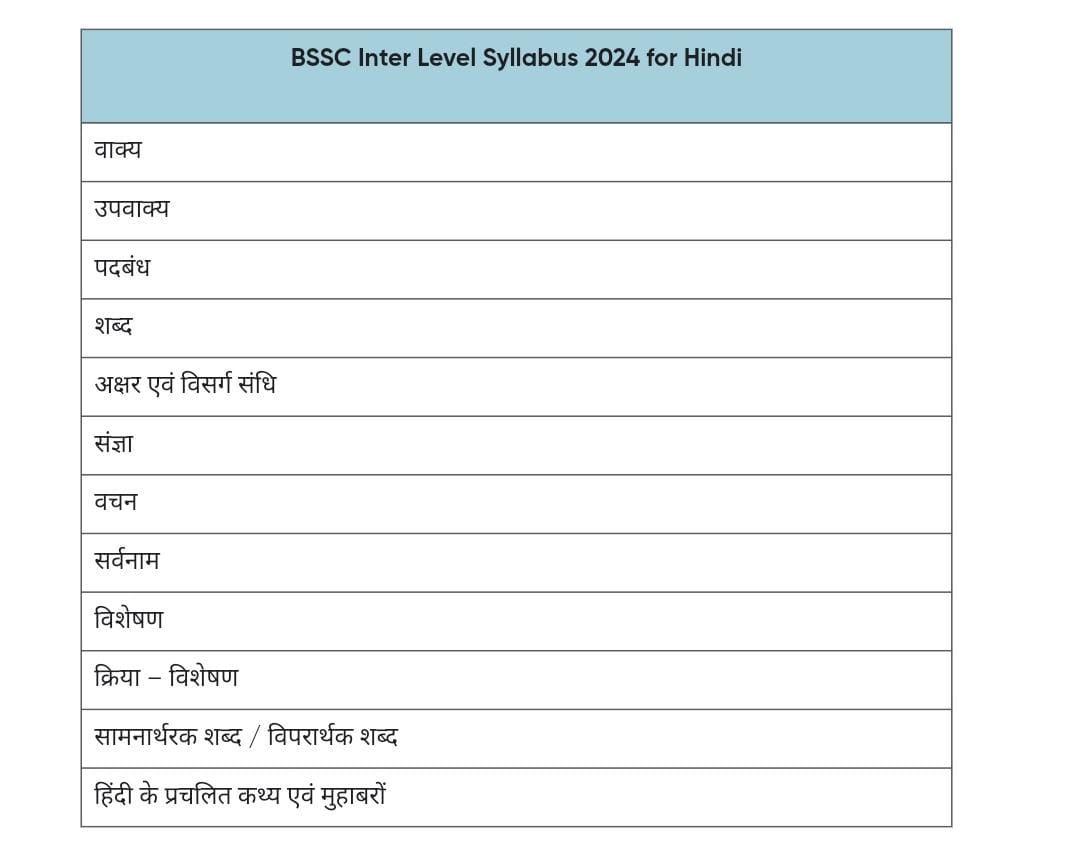 BSSC Inter Level Syllabus 2024 for Hindi
वाक्य
उपवाक्य
पदबंध
शब्द
अक्षर एवं विसर्ग संधि
संज्ञा
वचन
सर्वनाम
विशेषण
क्रिया – विशेषण
सामनार्थरक शब्द / विपरार्थक शब्द
हिंदी के प्रचलित कथ्य एवं मुहाबरों